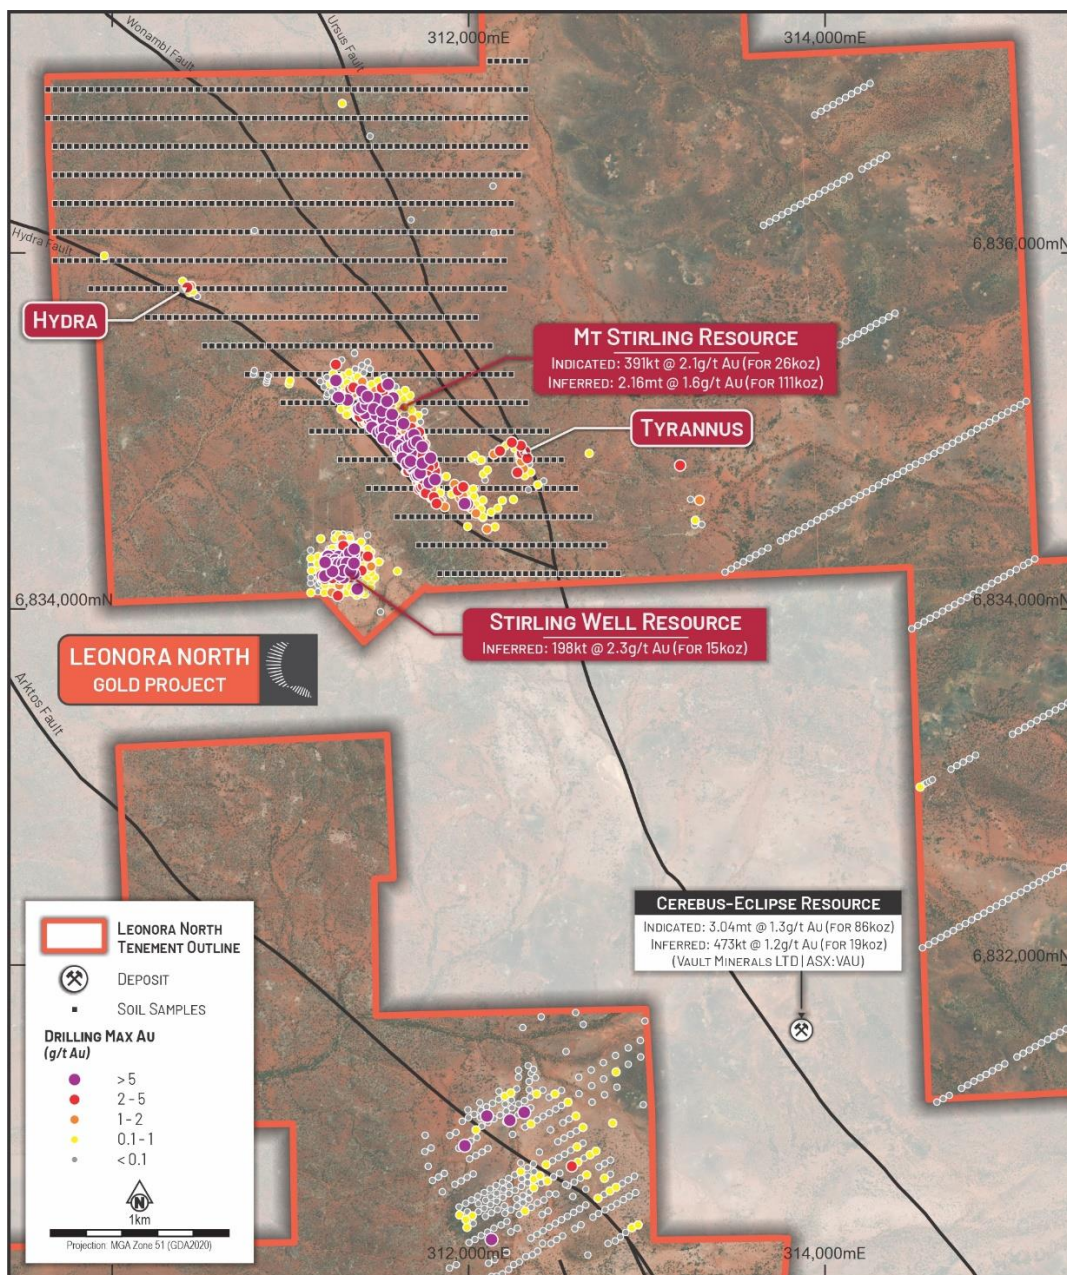 312,000mE
314,000mE
Wonambi Fault
Ursus Fault
Hydra Fault
6,836,000mN
HYDRA
MT STIRLING RESOURCE
INDICATED: 391kt @ 2.1g/t Au (FOR 26koz)
INFERRED: 2.16mt @ 1.6g/t Au (FOR 111koz)
TYRANNUS
6,834,000mN
6,834,000mN
STIRLING WELL RESOURCE
INFERRED: 198kt @ 2.3g/t Au (FOR 15koz)
LEONORA NORTH
GOLD PROJECT
Arktos Fault
CEREBUS-ECLIPSE RESOURCE
INDICATED: 3.04mt @ 1.3g/t Au (FOR 86koz)
INFERRED: 473kt @ 1.2g/t Au (FOR 19koz)
(VAULT MINERALS LTD | ASX:VAU)
6,832,000mN
LEONORA NORTH
TENEMENT OUTLINE
DEPOSIT
SOIL SAMPLES
DRILLING MAX AU
(g/t Au)
> 5
2 - 5
1 - 2
0.1 - 1
< 0.1
N
1km
Projection: MGA Zone 51 (GDA2020)
312,000mE
314,000mE